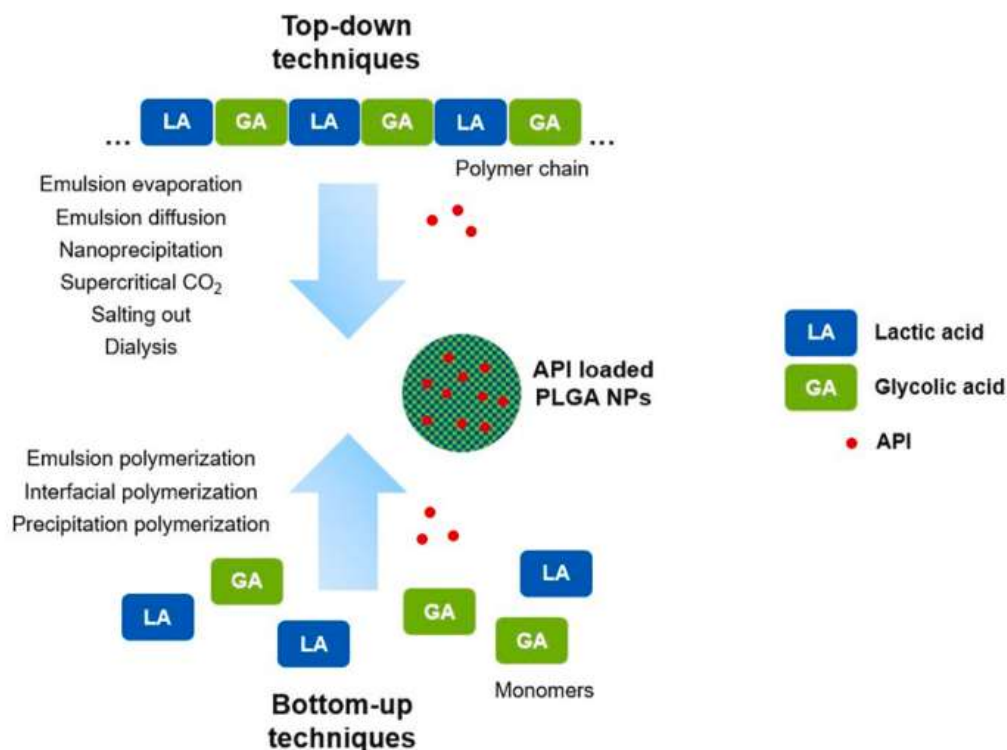 Top-down
techniques
... LA GA LA GA LA GA ...
Polymer chain
Emulsion evaporation
Emulsion diffusion
Nanoprecipitation
Supercritical CO₂
Salting out
Dialysis
API loaded
PLGA NPs
LA Lactic acid
GA Glycolic acid
API
Emulsion polymerization
Interfacial polymerization
Precipitation polymerization
LA
GA
LA
GA
LA
GA
Monomers
Bottom-up
techniques